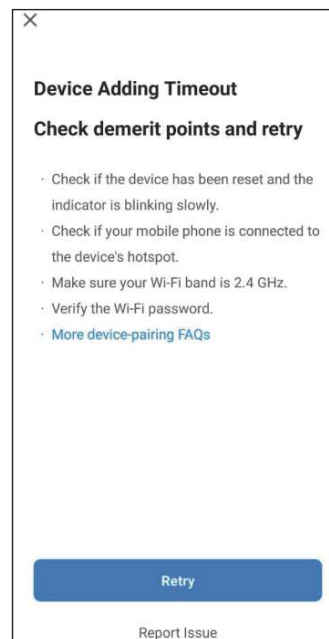 Device Adding Timeout
Check demerit points and retry
· Check if the device has been reset and the
indicator is blinking slowly.
· Check if your mobile phone is connected to
the device's hotspot.
· Make sure your Wi-Fi band is 2.4 GHz.
· Verify the Wi-Fi password.
· More device-pairing FAQs
Retry
Report Issue